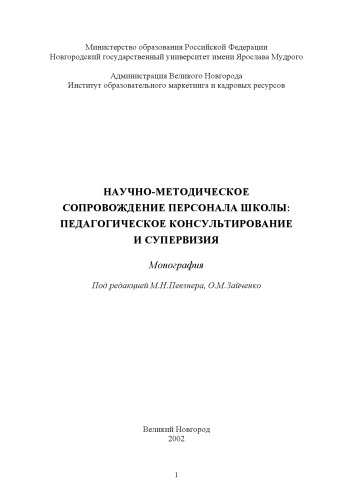 Министерство образования Российской Федерации
Новгородский государственный университет имени Ярослава Мудрого
Администрация Великого Новгорода
Институт образовательного маркетинга и кадровых ресурсов
НАУЧНО-МЕТОДИЧЕСКОЕ
СОПРОВОЖДЕНИЕ ПЕРСОНАЛА ШКОЛЫ:
ПЕДАГОГИЧЕСКОЕ КОНСУЛЬТИРОВАНИЕ
И СУПЕРВИЗИЯ
Монография
Под редакцией М.Н.Певзнера, О.М.Зайченко
Великий Новгород
2002
1